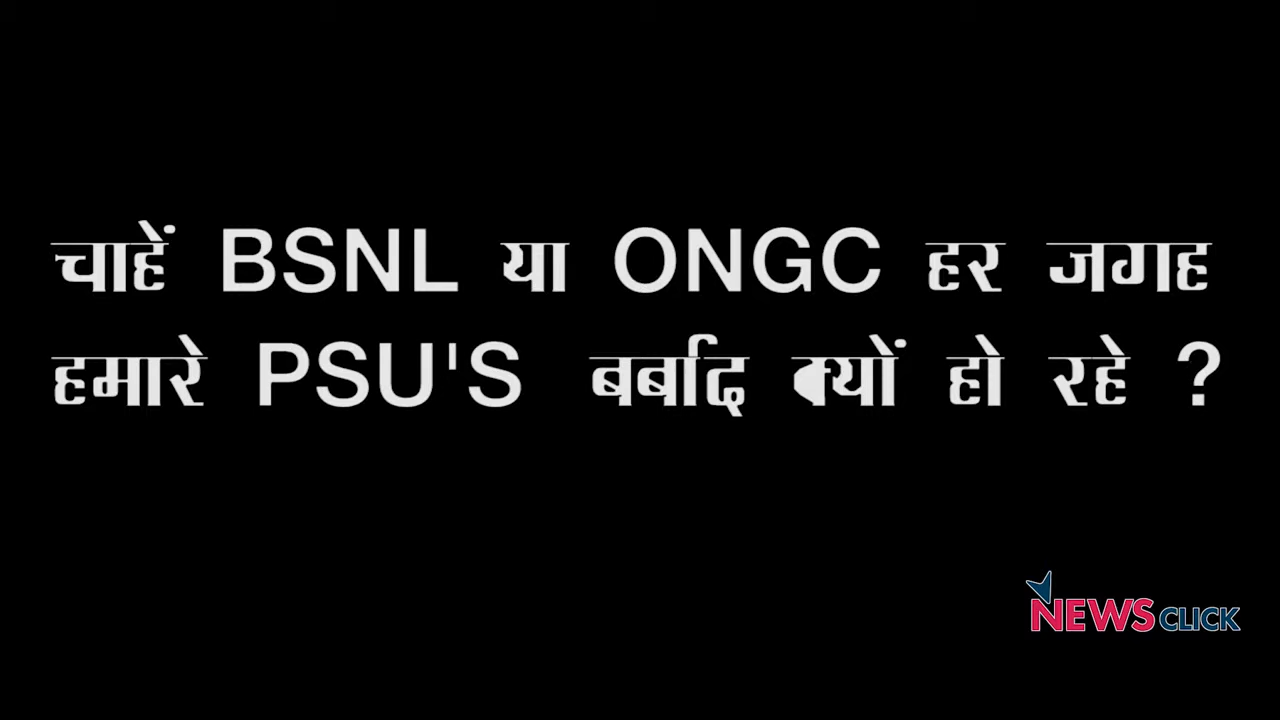 चाहें BSNL या ONGC हर जगह
हमारे PSU'S बर्बाद क्यों हो रहे ?
NEWSCLICK